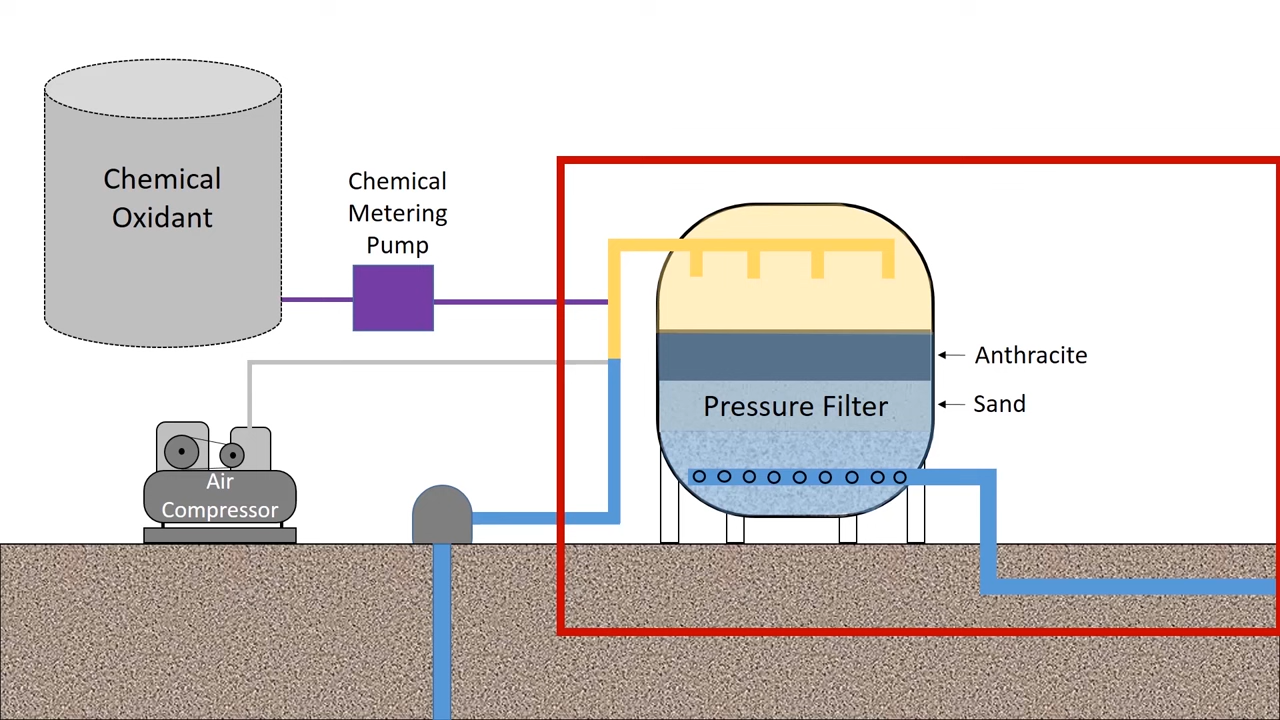 Chemical
Oxidant
Chemical
Metering
Pump
Anthracite
Pressure Filter
Sand
Air
Compressor